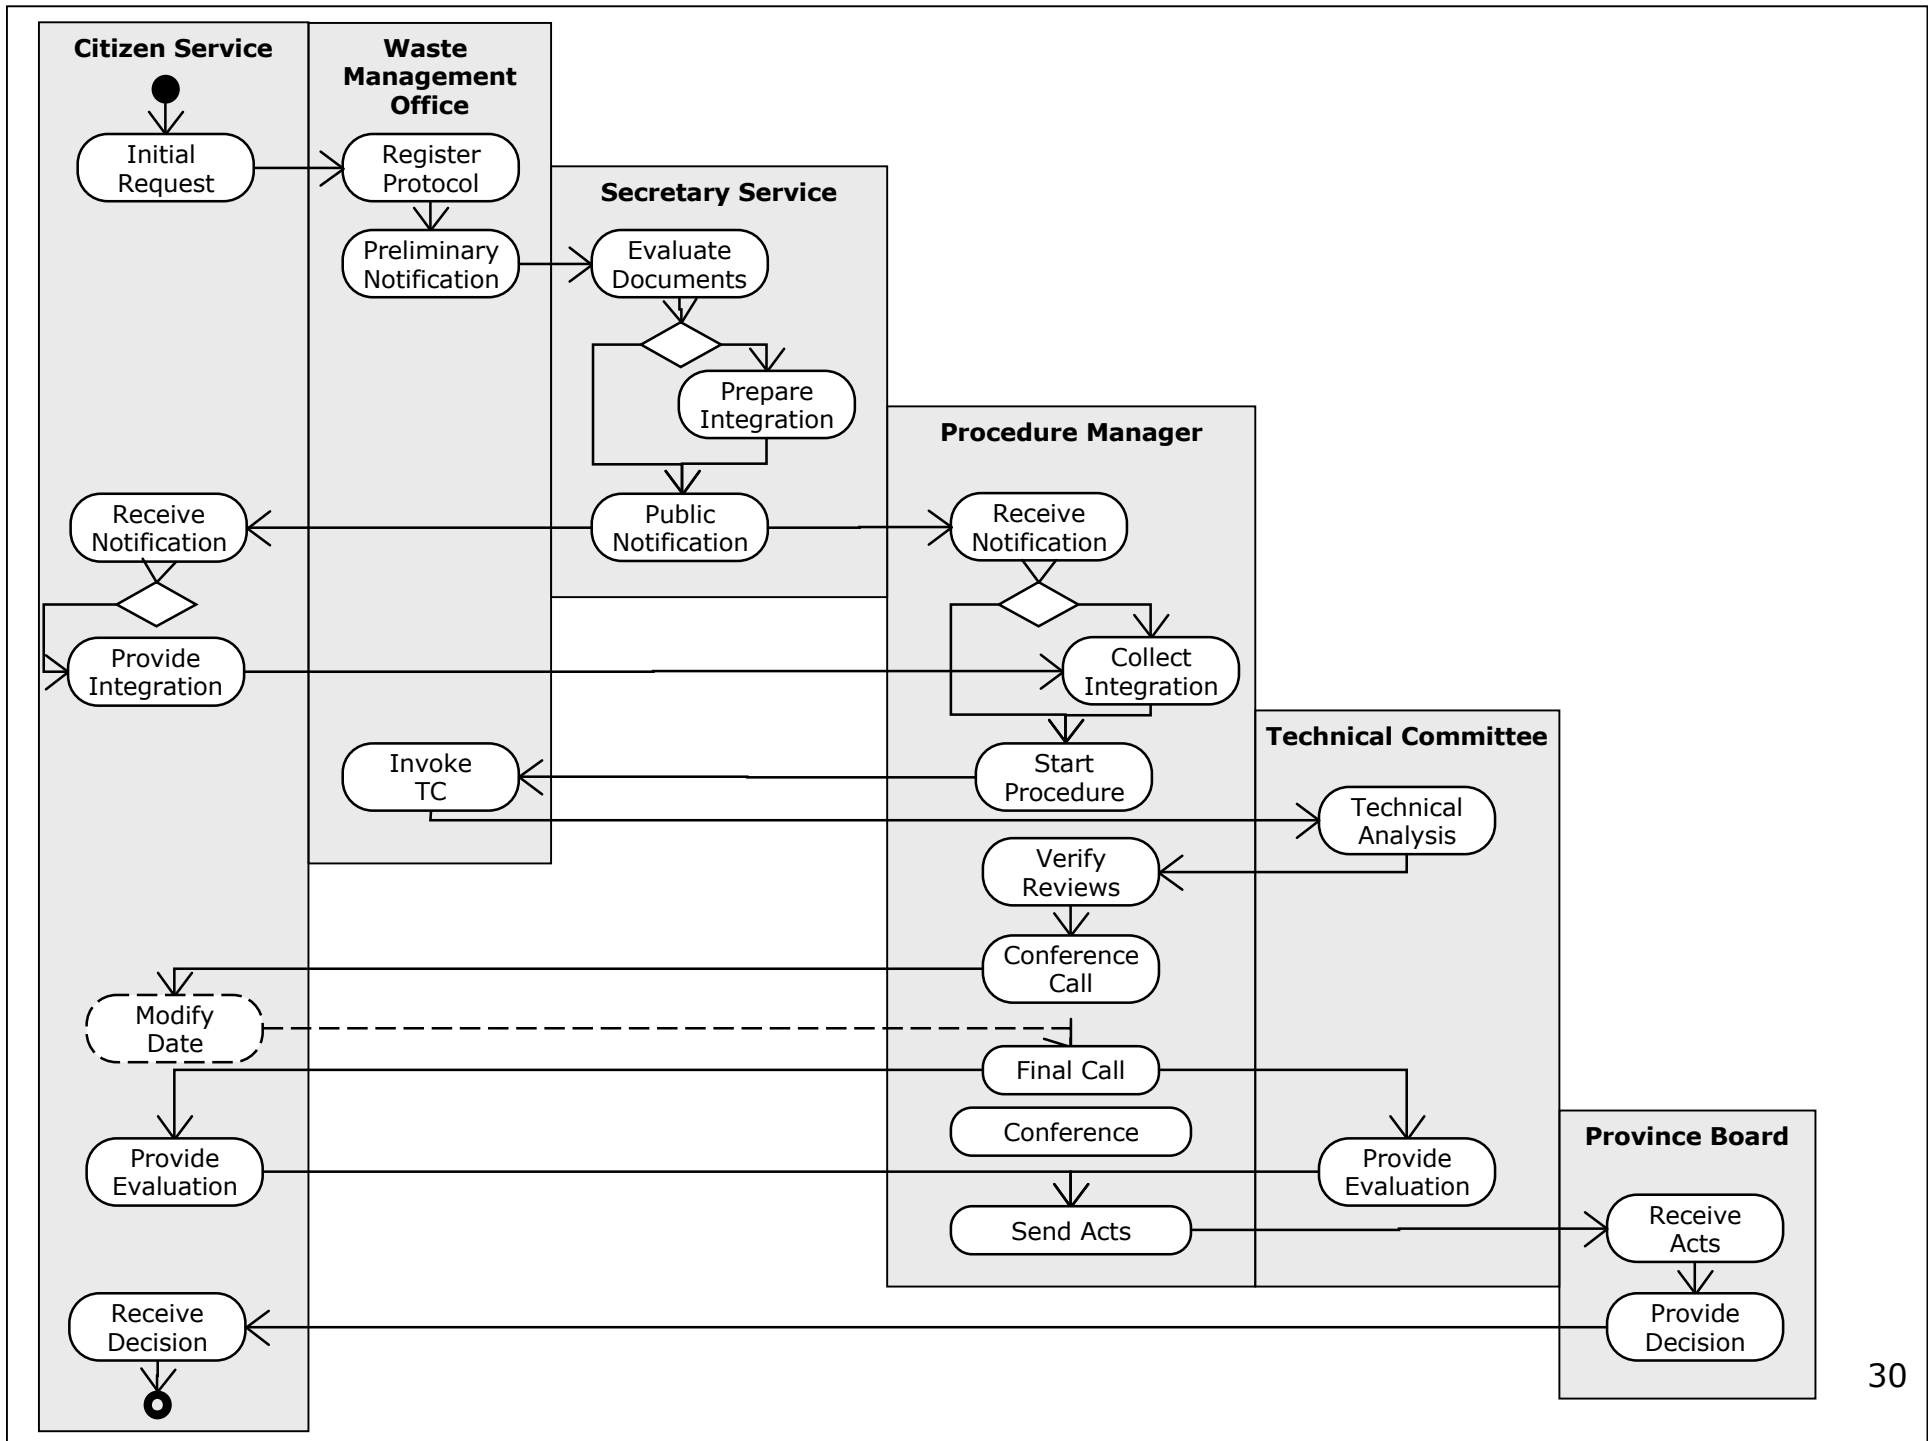 Citizen Service
Waste
Management
Office
Initial
Request
Register
Protocol
Secretary Service
Preliminary
Notification
Evaluate
Documents
Prepare
Integration
Procedure Manager
Receive
Notification
Public
Notification
Receive
Notification
Provide
Integration
Collect
Integration
Technical Committee
Invoke
TC
Start
Procedure
Technical
Analysis
Verify
Reviews
Conference
Call
Modify
Date
Final Call
Conference
Province Board
Provide
Evaluation
Provide
Evaluation
Send Acts
Receive
Acts
Receive
Decision
Provide
Decision
30